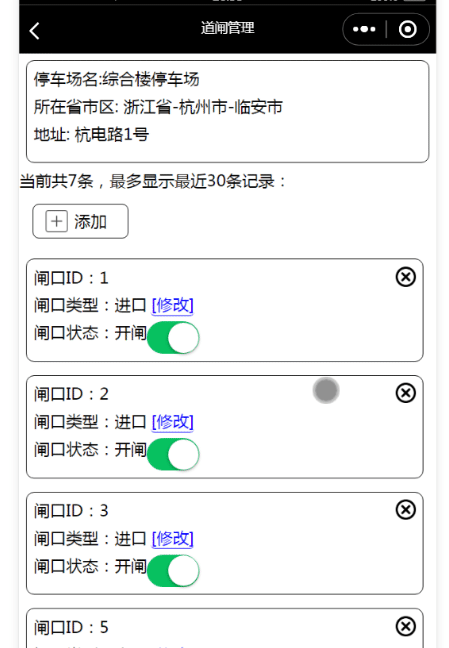 道闸管理
停车场名:综合楼停车场
所在省市区: 浙江省-杭州市-临安市
地址: 杭电路1号
当前共7条，最多显示最近30条记录：
添加
闸口ID：1
闸口类型：进口 [修改]
闸口状态：开闸
闸口ID：2
闸口类型：进口 [修改]
闸口状态：开闸
闸口ID：3
闸口类型：进口 [修改]
闸口状态：开闸
闸口ID：5